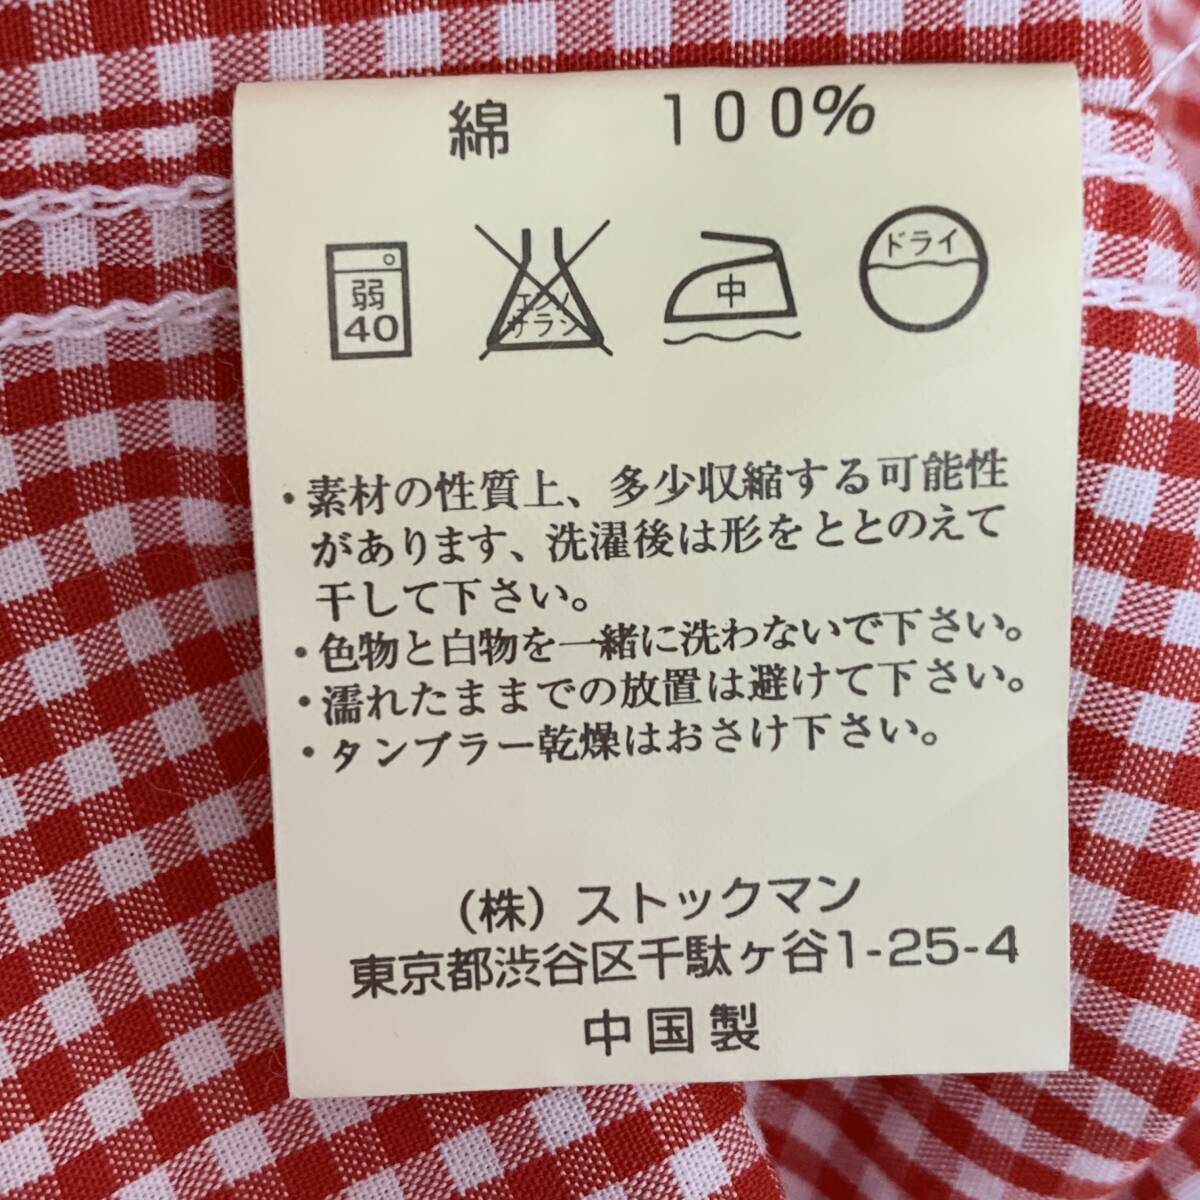 綿 100%
弱
40
エンソ
サラシ
中
ドライ
・素材の性質上、多少収縮する可能性
があります、洗濯後は形をととのえて
干して下さい。
・色物と白物を一緒に洗わないで下さい。
・濡れたままでの放置は避けて下さい。
・タンブラー乾燥はおさけ下さい。
(株) ストックマン
東京都渋谷区千駄ヶ谷1-25-4
中国製